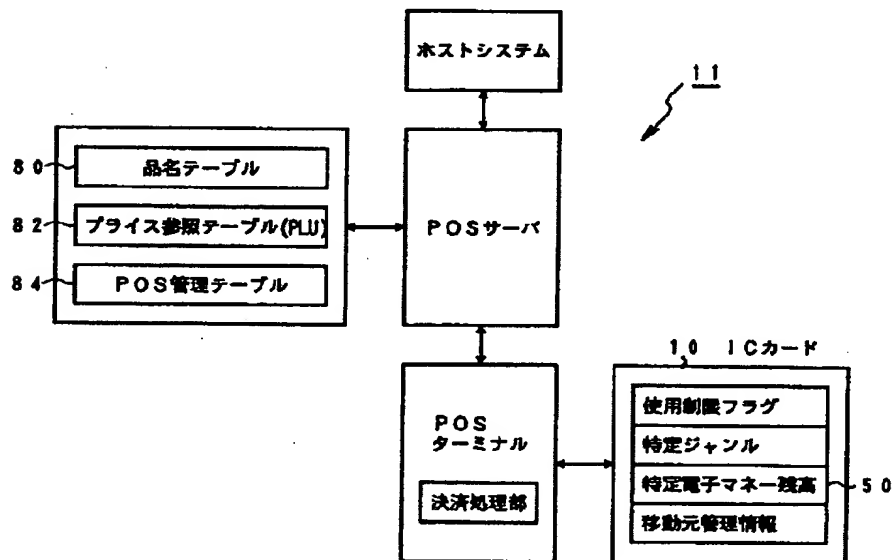 ホストシステム
11
80
品名テーブル
82
プライス参照テーブル(PLU)
84
POS管理テーブル
POSサーバ
10 ICカード
POS
ターミナル
決済処理部
使用制限フラグ
特定ジャンル
特定電子マネー残高
50
移動元管理情報